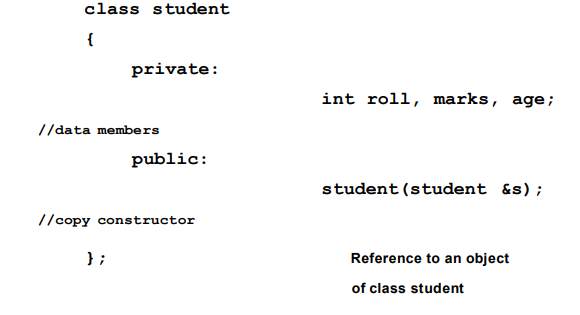 class student
{
private:
int roll, marks, age;
//data members
public:
student(student &s);
//copy constructor
};
Reference to an object
of class student